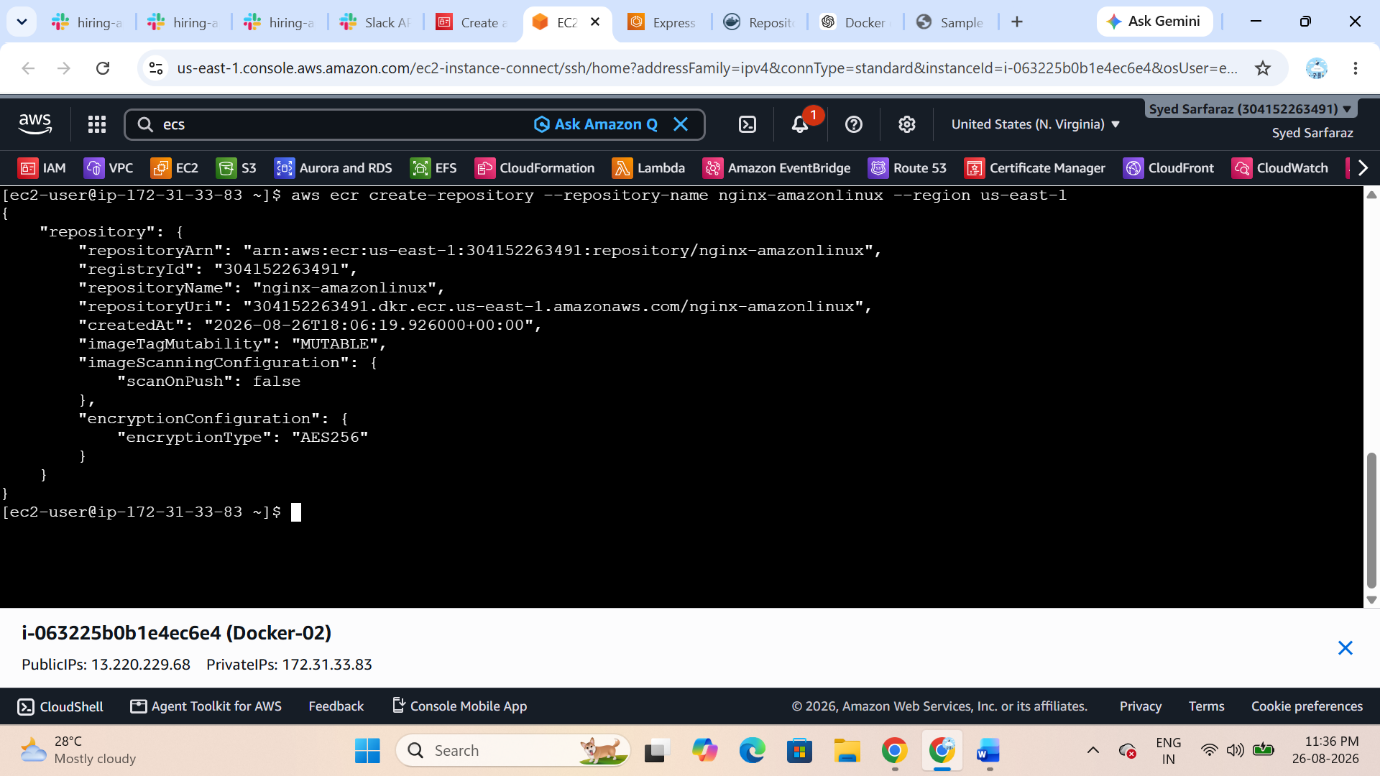 hiring-a
hiring-a
hiring-a
Slack AP
Create a
EC2
Express
Reposit
Docker
Sample
Ask Gemini
us-east-1.console.aws.amazon.com/ec2-instance-connect/ssh/home?addressFamily=ipv4&connType=standard&instanceId=i-063225b0b1e4ec6e4&osUser=e...
aws
ecs
Ask Amazon Q
1
United States (N. Virginia)
Syed Sarfaraz (304152263491)
Syed Sarfaraz
IAM
VPC
EC2
S3
Aurora and RDS
EFS
CloudFormation
Lambda
Amazon EventBridge
Route 53
Certificate Manager
CloudFront
CloudWatch
[ec2-user@ip-172-31-33-83 ~]$ aws ecr create-repository --repository-name nginx-amazonlinux --region us-east-1
{
    "repository": {
        "repositoryArn": "arn:aws:ecr:us-east-1:304152263491:repository/nginx-amazonlinux",
        "registryId": "304152263491",
        "repositoryName": "nginx-amazonlinux",
        "repositoryUri": "304152263491.dkr.ecr.us-east-1.amazonaws.com/nginx-amazonlinux",
        "createdAt": "2026-08-26T18:06:19.926000+00:00",
        "imageTagMutability": "MUTABLE",
        "imageScanningConfiguration": {
            "scanOnPush": false
        },
        "encryptionConfiguration": {
            "encryptionType": "AES256"
        }
    }
}
[ec2-user@ip-172-31-33-83 ~]$
i-063225b0b1e4ec6e4 (Docker-02)
PublicIPs: 13.220.229.68 PrivateIPs: 172.31.33.83
CloudShell
Agent Toolkit for AWS
Feedback
Console Mobile App
© 2026, Amazon Web Services, Inc. or its affiliates.
Privacy
Terms
Cookie preferences
28°C
Mostly cloudy
Search
ENG
IN
11:36 PM
26-08-2026